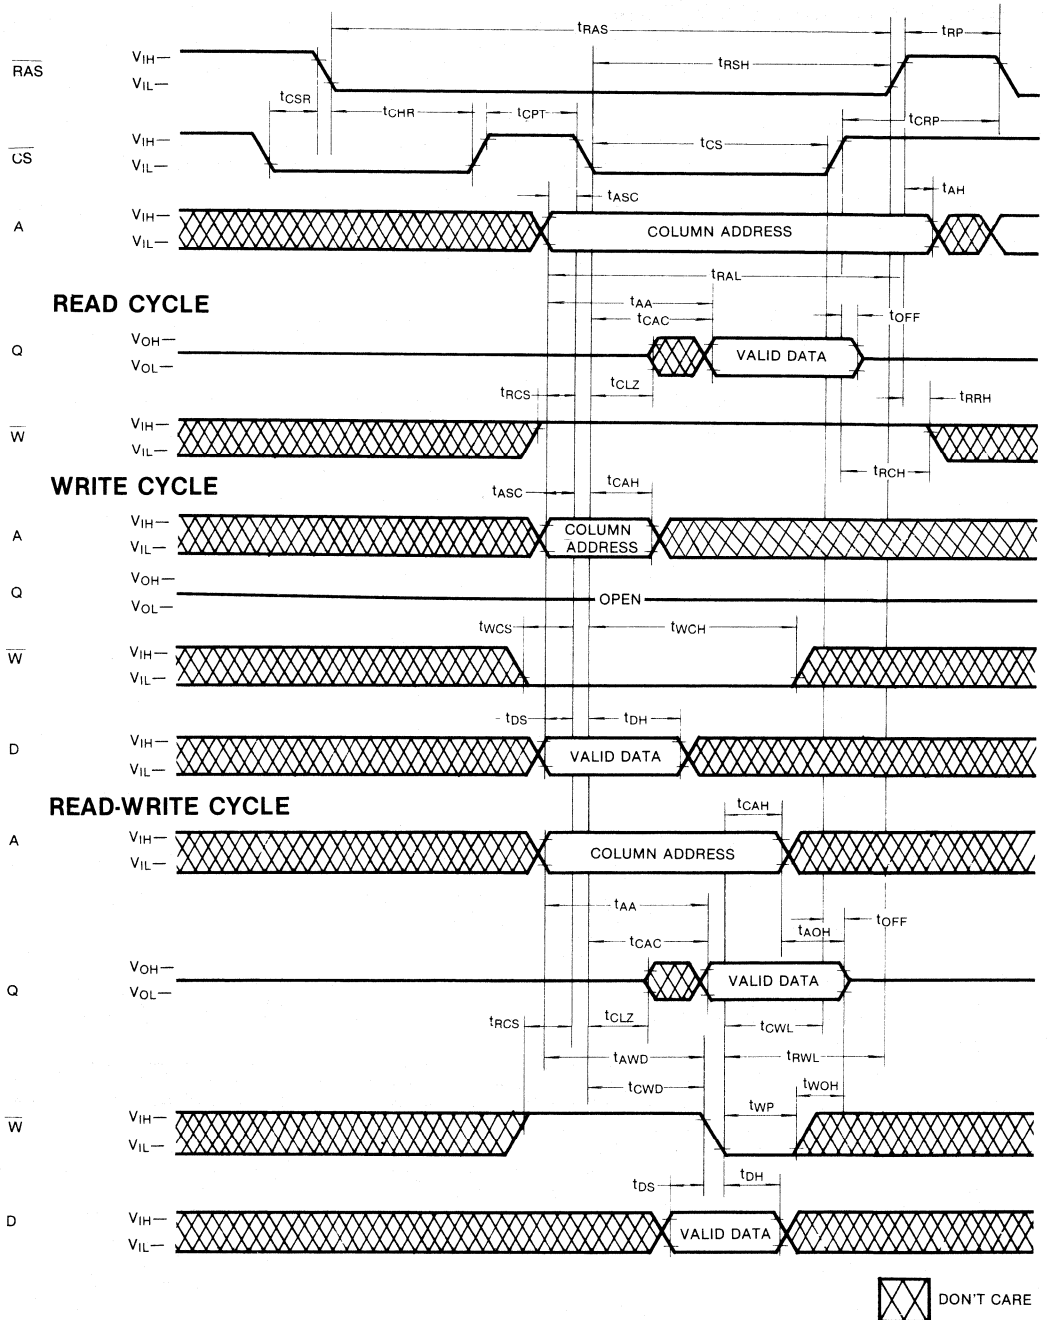 tRAS
tRP
RAS
VIH
VIL
tRSH
tCSR
tCHR
tCPT
tCRP
CS
VIH
VIL
tCS
tASC
tAH
A
VIH
VIL
COLUMN ADDRESS
tRAL
READ CYCLE
tAA
tCAC
tOFF
Q
VOH
VOL
VALID DATA
tRCS
tCLZ
tRRH
W
VIH
VIL
tRCH
WRITE CYCLE
tASC
tCAH
A
VIH
VIL
COLUMN
ADDRESS
Q
VOH
VOL
OPEN
tWCS
tWCH
W
VIH
VIL
tDS
tDH
D
VIH
VIL
VALID DATA
READ-WRITE CYCLE
tCAH
A
VIH
VIL
COLUMN ADDRESS
tAA
tOFF
tAOH
tCAC
Q
VOH
VOL
VALID DATA
tRCS
tCLZ
tCWL
tAWD
tRWL
tCWD
tWOH
tWP
W
VIH
VIL
tDS
tDH
D
VIH
VIL
VALID DATA
DON'T CARE